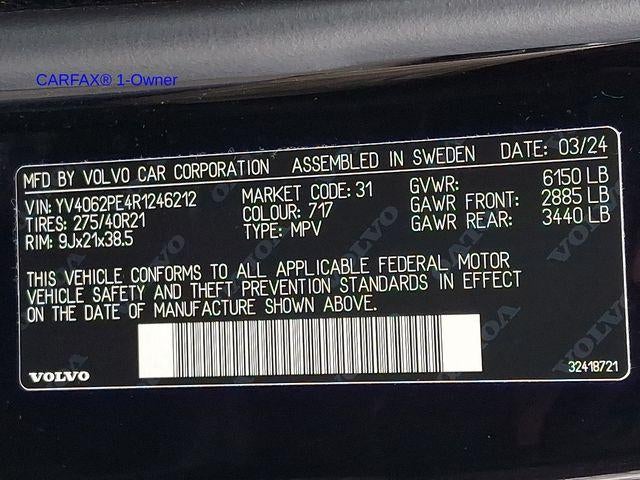 CARFAX® 1-Owner
MFD BY VOLVO CAR CORPORATION ASSEMBLED IN SWEDEN DATE: 03/24
VIN: YV4062PE4R1246212 MARKET CODE: 31 GVWR: 6150 LB
TIRES: 275/40R21 COLOUR: 717 GAWR FRONT: 2885 LB
RIM: 9Jx21x38.5 TYPE: MPV GAWR REAR: 3440 LB
THIS VEHICLE CONFORMS TO ALL APPLICABLE FEDERAL MOTOR
VEHICLE SAFETY AND THEFT PREVENTION STANDARDS IN EFFECT
ON THE DATE OF MANUFACTURE SHOWN ABOVE.
VOLVO 32418721